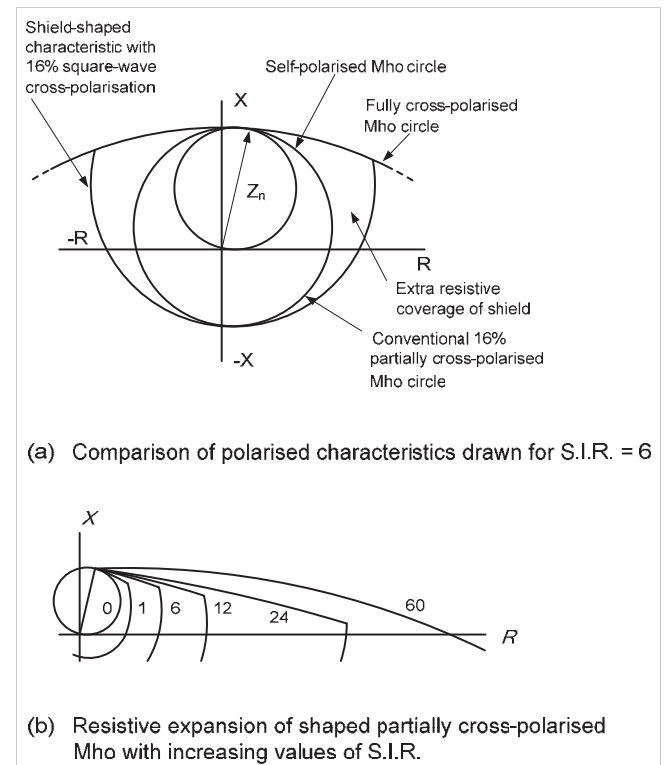 Shield-shaped
characteristic with
16% square-wave
cross-polarisation
Self-polarised Mho circle
X
Fully cross-polarised
Mho circle
Zn
-R
R
Extra resistive
coverage of shield
Conventional 16%
partially cross-polarised
Mho circle
-X
(a) Comparison of polarised characteristics drawn for S.I.R. = 6
X
0 1 6 12 24 60
R
(b) Resistive expansion of shaped partially cross-polarised
Mho with increasing values of S.I.R.